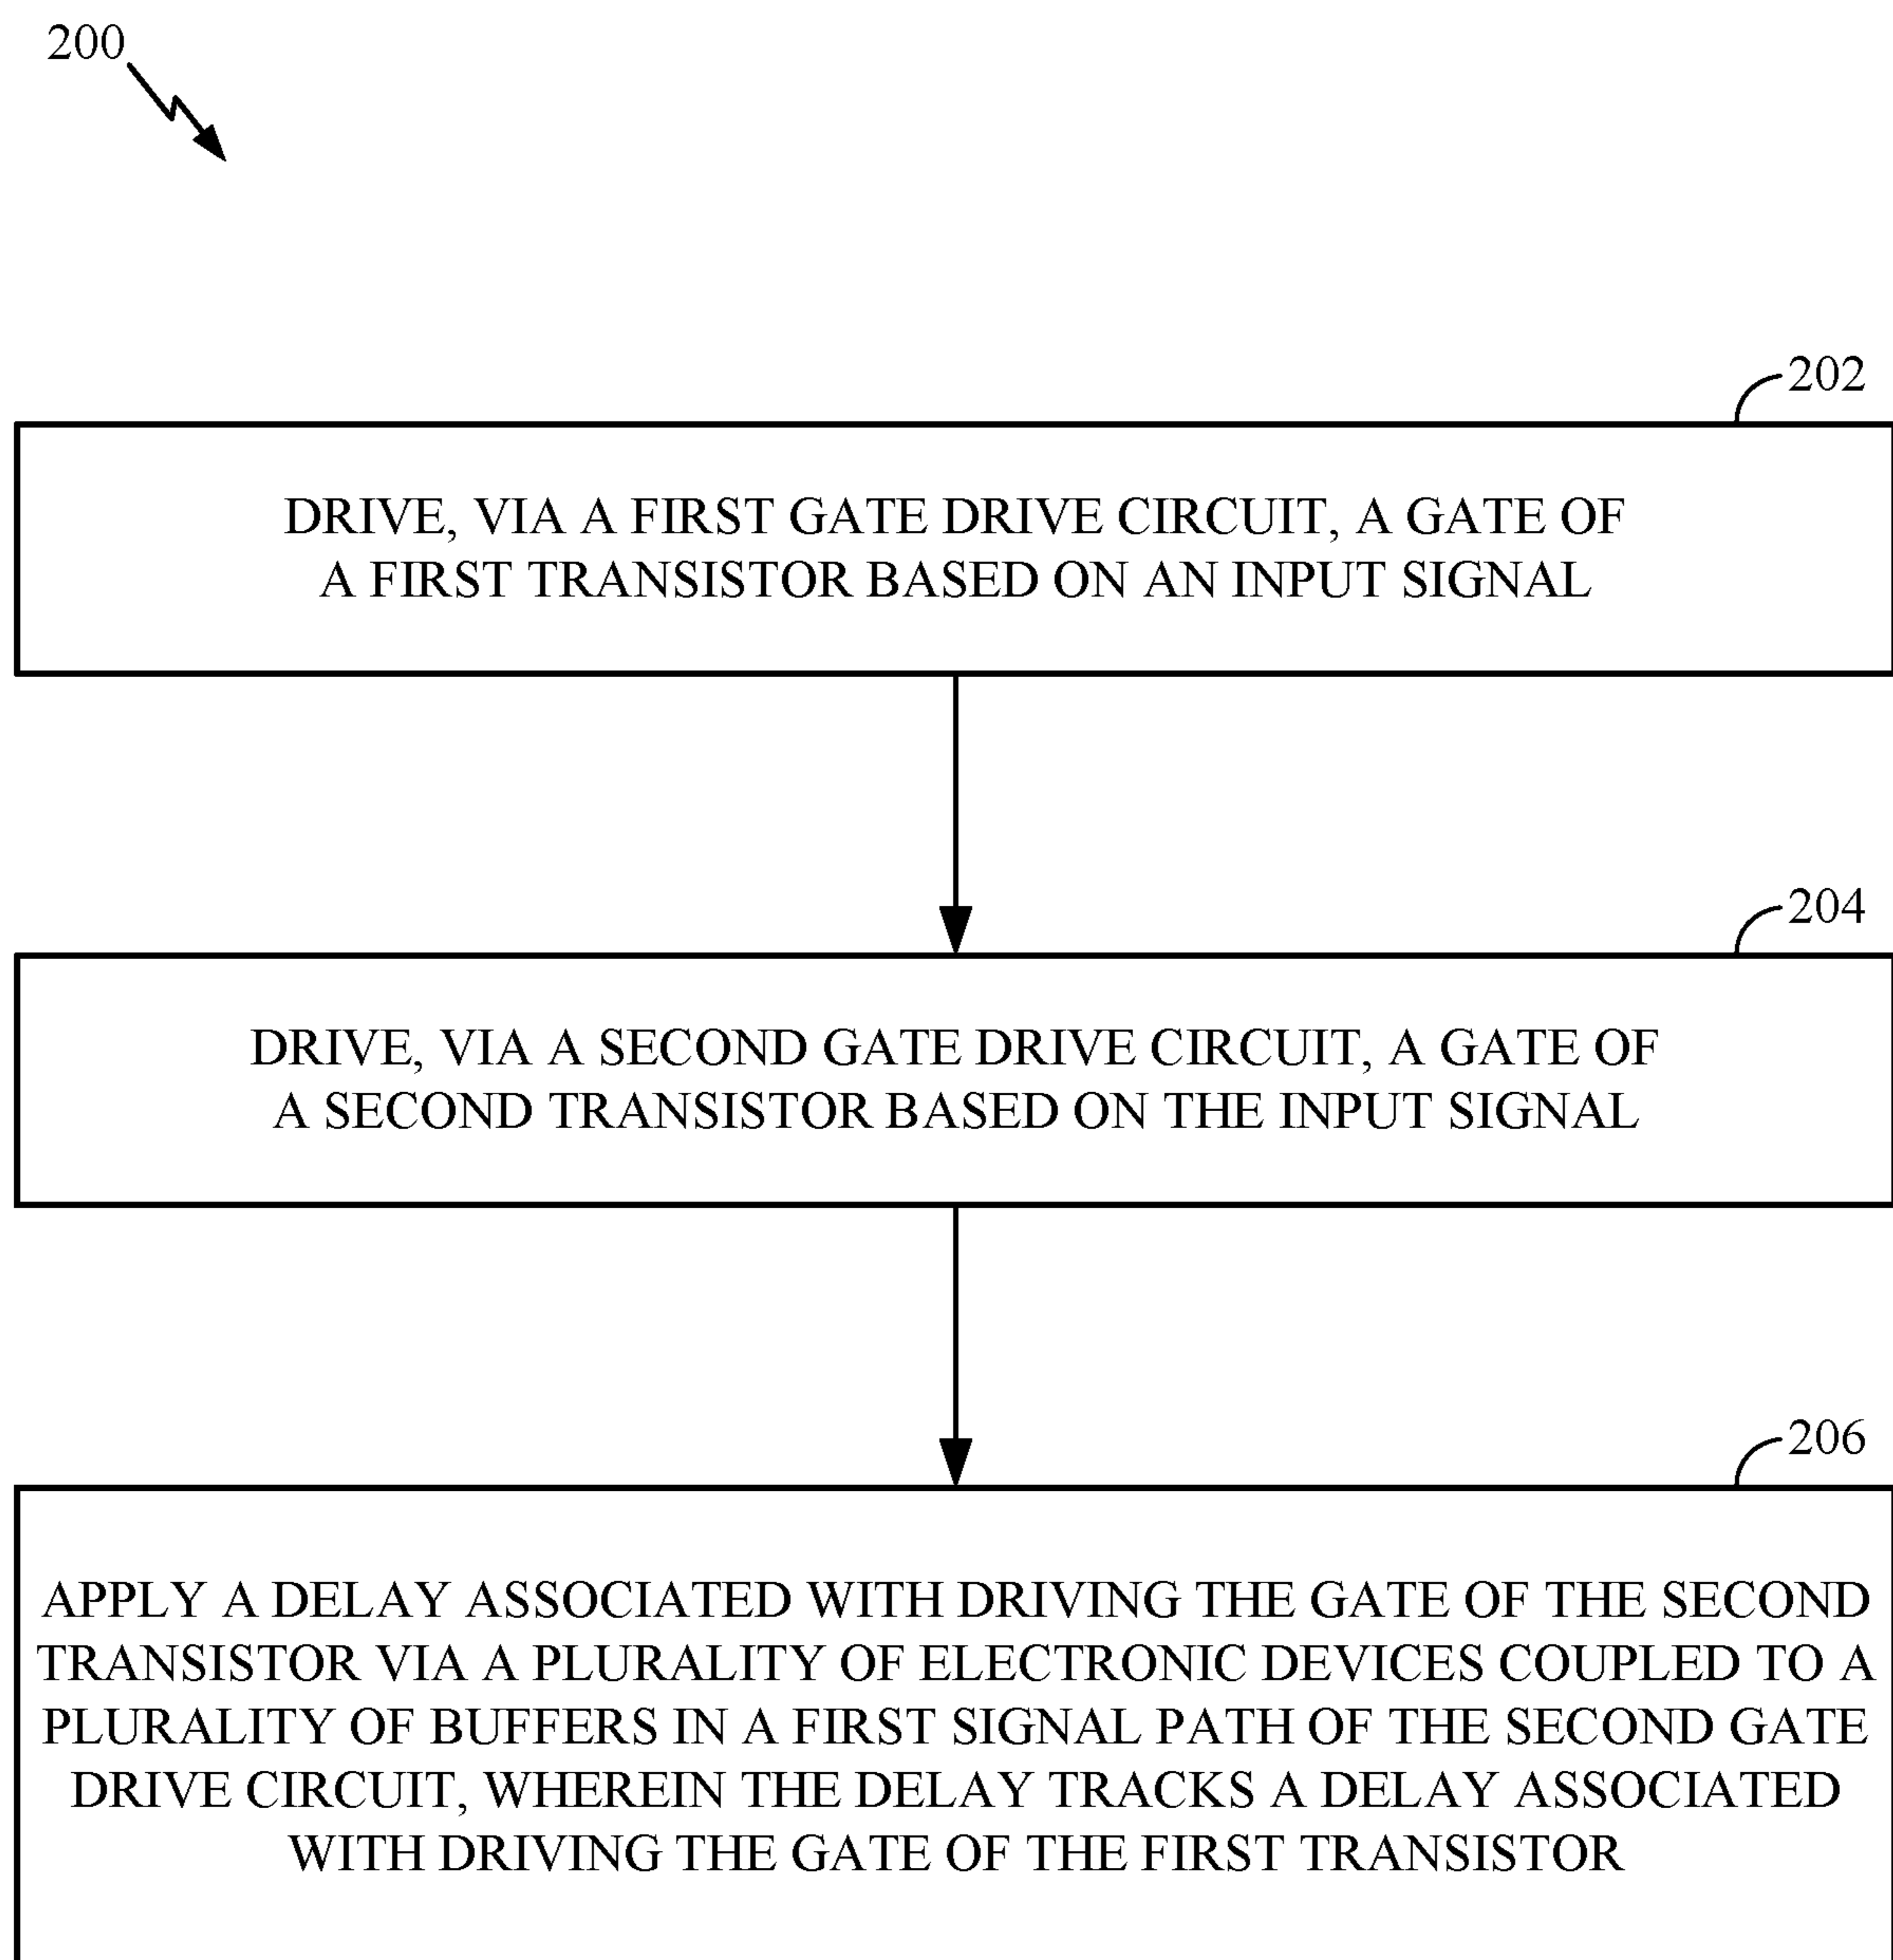 200
202
DRIVE, VIA A FIRST GATE DRIVE CIRCUIT, A GATE OF
A FIRST TRANSISTOR BASED ON AN INPUT SIGNAL
204
DRIVE, VIA A SECOND GATE DRIVE CIRCUIT, A GATE OF
A SECOND TRANSISTOR BASED ON THE INPUT SIGNAL
206
APPLY A DELAY ASSOCIATED WITH DRIVING THE GATE OF THE SECOND
TRANSISTOR VIA A PLURALITY OF ELECTRONIC DEVICES COUPLED TO A
PLURALITY OF BUFFERS IN A FIRST SIGNAL PATH OF THE SECOND GATE
DRIVE CIRCUIT, WHEREIN THE DELAY TRACKS A DELAY ASSOCIATED
WITH DRIVING THE GATE OF THE FIRST TRANSISTOR